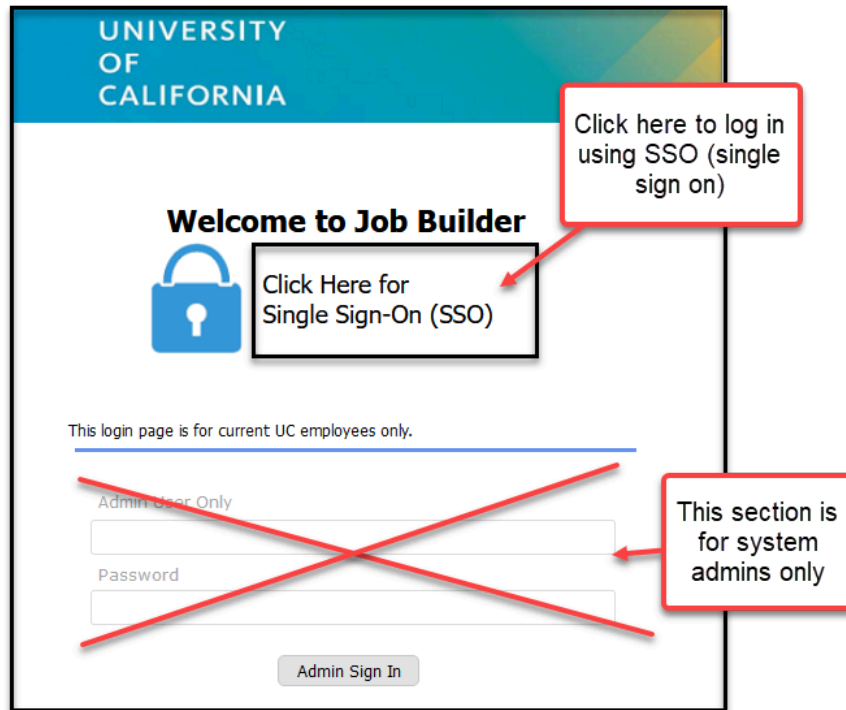 UNIVERSITY
OF
CALIFORNIA
Click here to log in
using SSO (single
sign on)
Welcome to Job Builder
Click Here for
Single Sign-On (SSO)
This login page is for current UC employees only.
Admin User Only
This section is
for system
admins only
Password
Admin Sign In